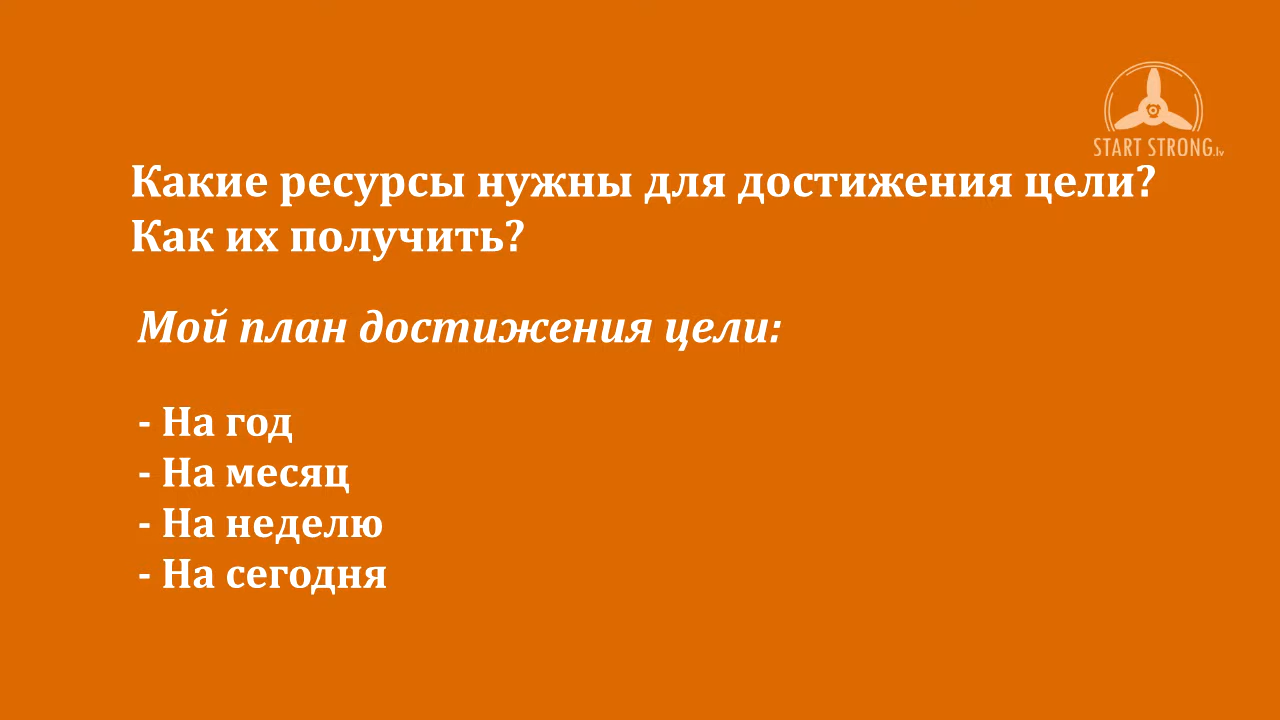 START STRONG.lv
Какие ресурсы нужны для достижения цели?
Как их получить?
Мой план достижения цели:
- На год
- На месяц
- На неделю
- На сегодня